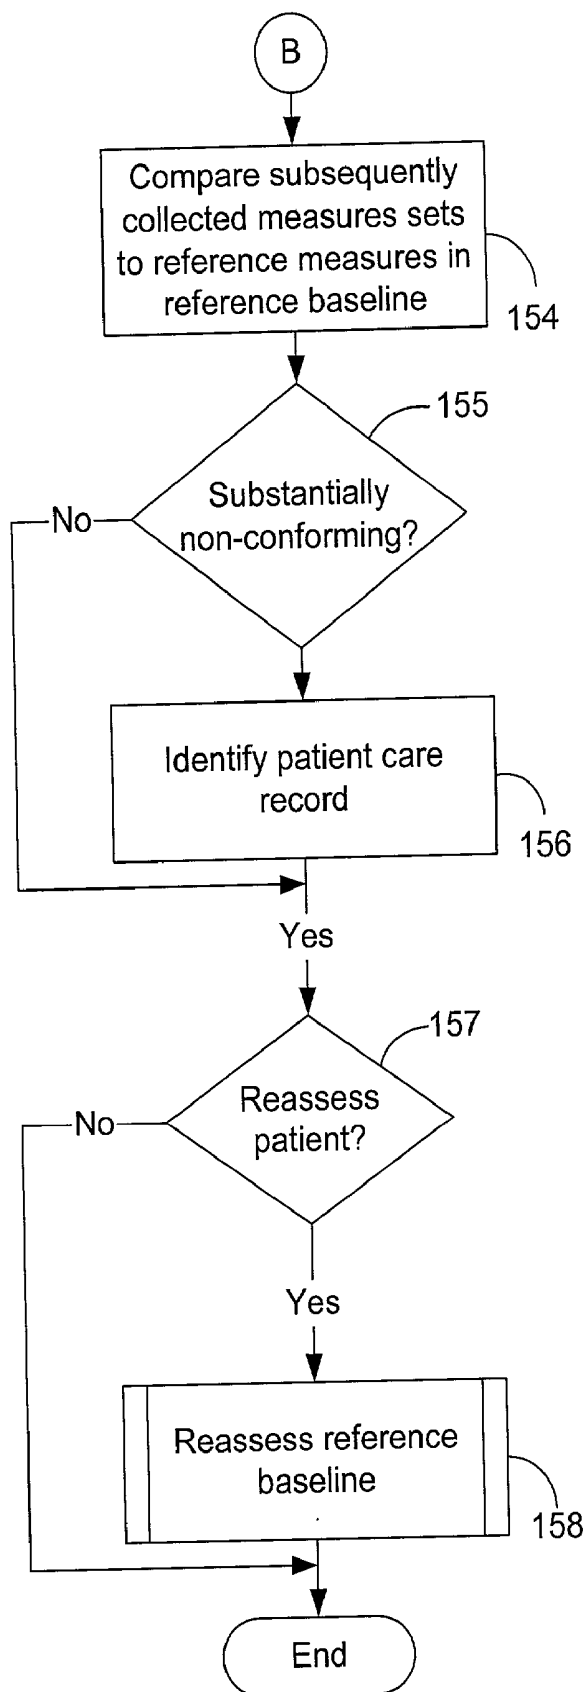 B
Compare subsequently
collected measures sets
to reference measures in
reference baseline
154
155
Substantially
non-conforming?
No
Identify patient care
record
156
Yes
157
Reassess
patient?
No
Yes
Reassess reference
baseline
158
End